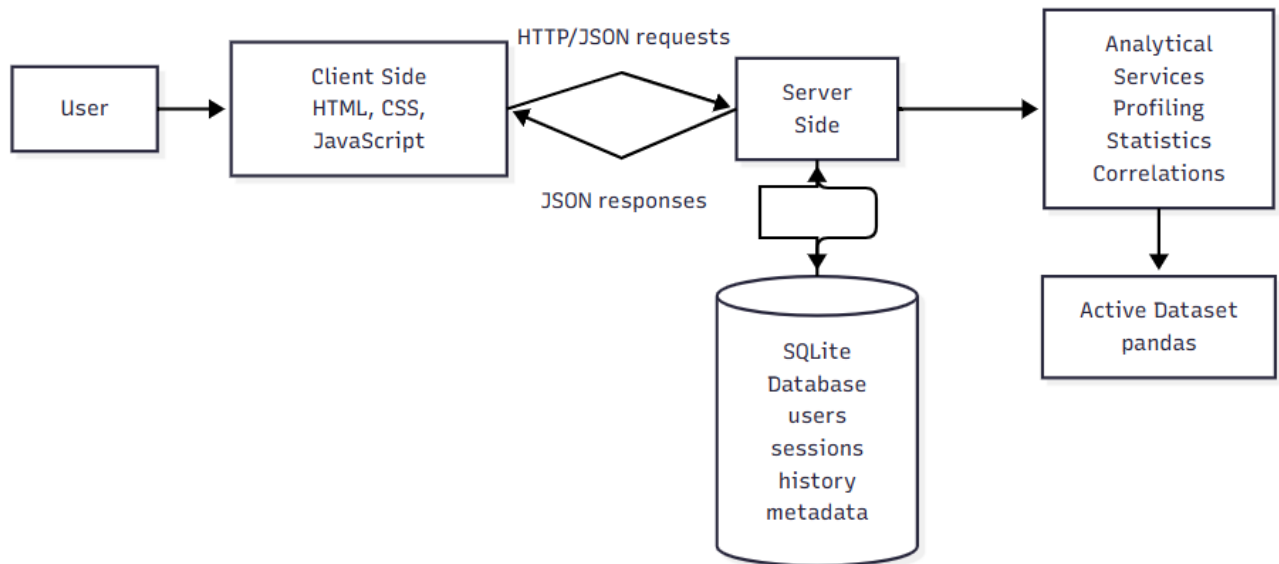 User
Client Side
HTML, CSS,
JavaScript
HTTP/JSON requests
JSON responses
Server
Side
Analytical
Services
Profiling
Statistics
Correlations
Active Dataset
pandas
SQLite
Database
users
sessions
history
metadata